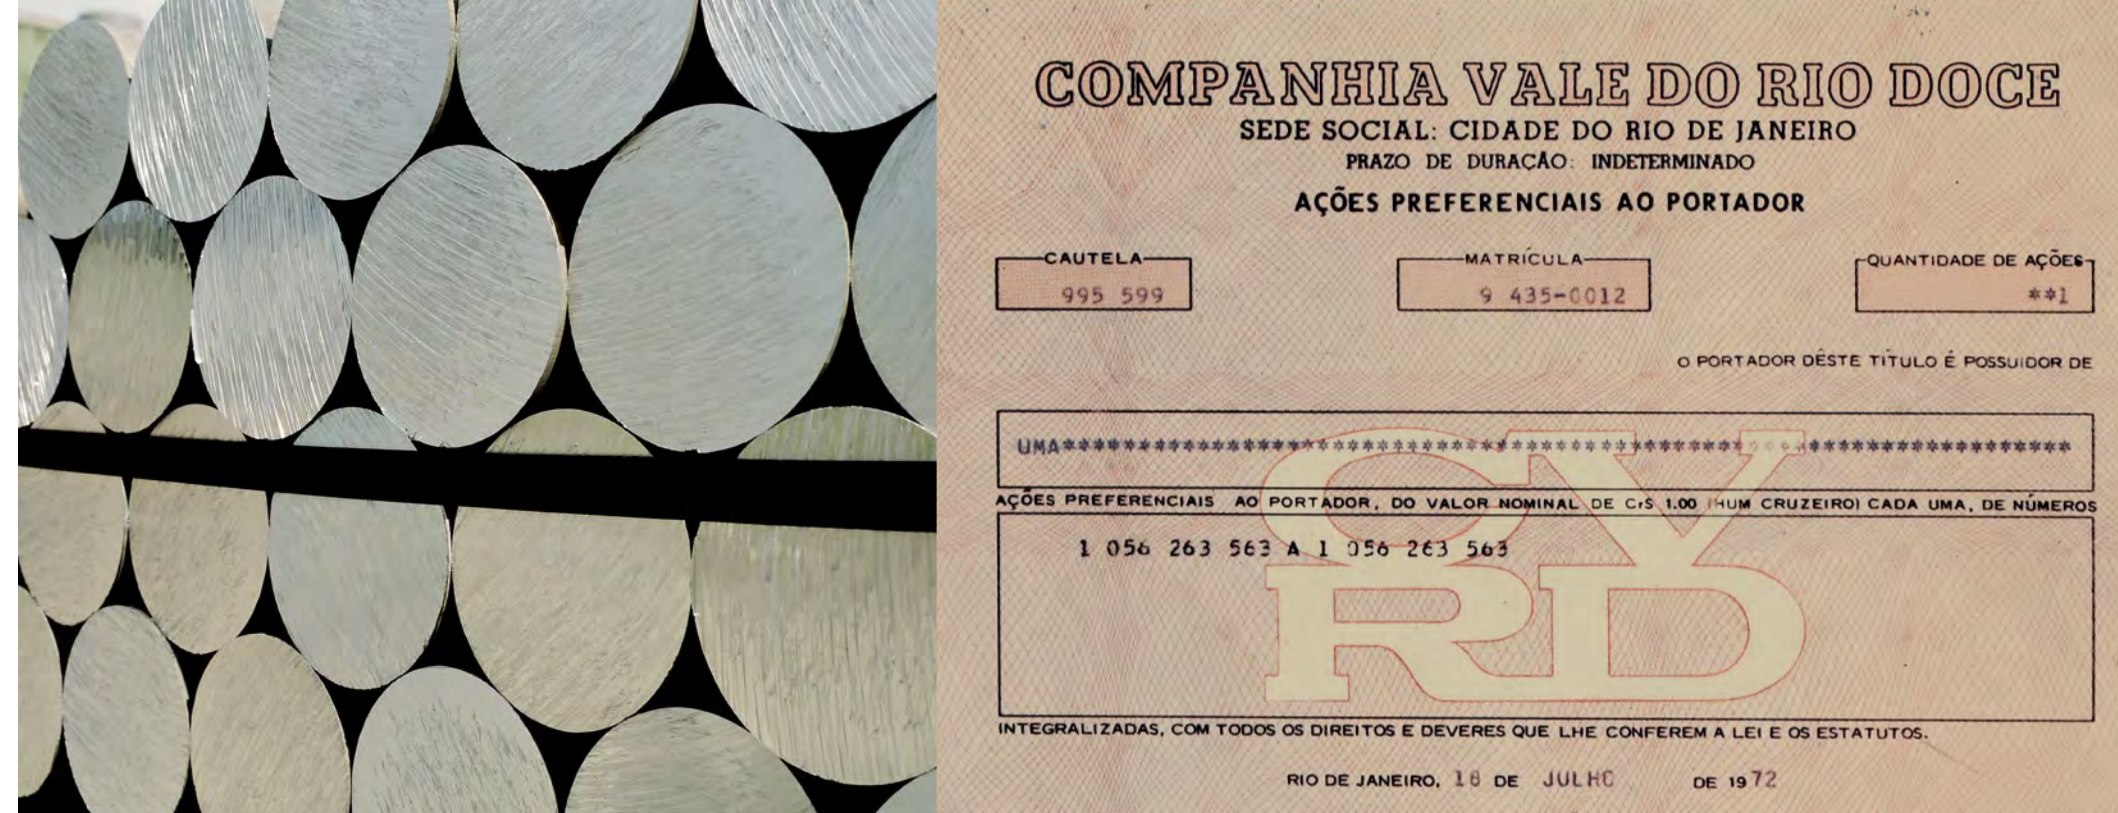 COMPANHIA VALE DO RIO DOCE
SEDE SOCIAL: CIDADE DO RIO DE JANEIRO
PRAZO DE DURAÇÃO: INDETERMINADO
AÇÕES PREFERENCIAIS AO PORTADOR
CAUTELA MATRÍCULA QUANTIDADE DE AÇÕES
995 599 9 435-0012 **1
O PORTADOR DÊSTE TÍTULO É POSSUIDOR DE
UMA******************************************************************
AÇÕES PREFERENCIAIS AO PORTADOR, DO VALOR NOMINAL DE Cr$ 1.00 (HUM CRUZEIRO) CADA UMA, DE NÚMEROS
1 056 263 563 A 1 056 263 563
CV
RD
INTEGRALIZADAS, COM TODOS OS DIREITOS E DEVERES QUE LHE CONFEREM A LEI E OS ESTATUTOS.
RIO DE JANEIRO, 18 DE JULHO DE 1972